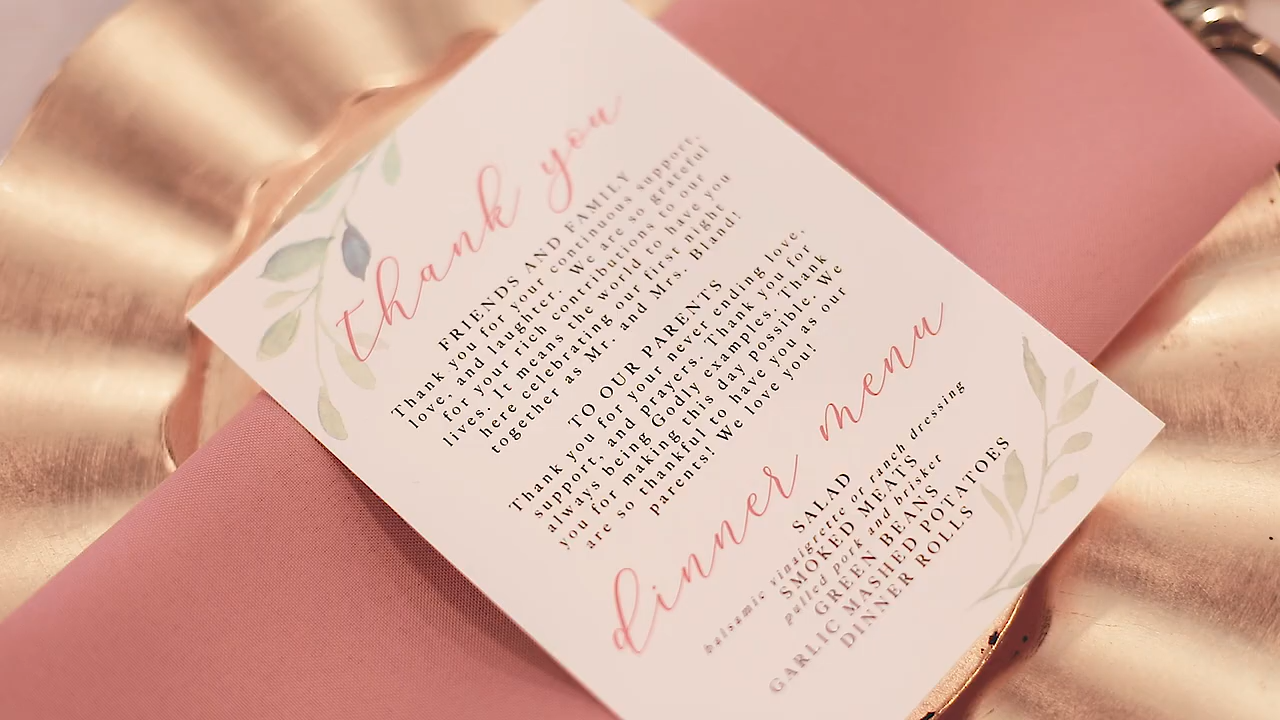 thank you
FRIENDS AND FAMILY
Thank you for your continuous support,
love, and laughter. We are so grateful
for your rich contributions to our
lives. It means the world to have you
here celebrating our first night
together as Mr. and Mrs. Bland!
TO OUR PARENTS
Thank you for your never ending love,
support, and prayers. Thank you for
always being Godly examples. Thank
you for making this day possible. We
are so thankful to have you as our
parents! We love you!
dinner menu
SALAD
balsamic vinaigrette or ranch dressing
SMOKED MEATS
pulled pork and brisker
GREEN BEANS
GARLIC MASHED POTATOES
DINNER ROLLS